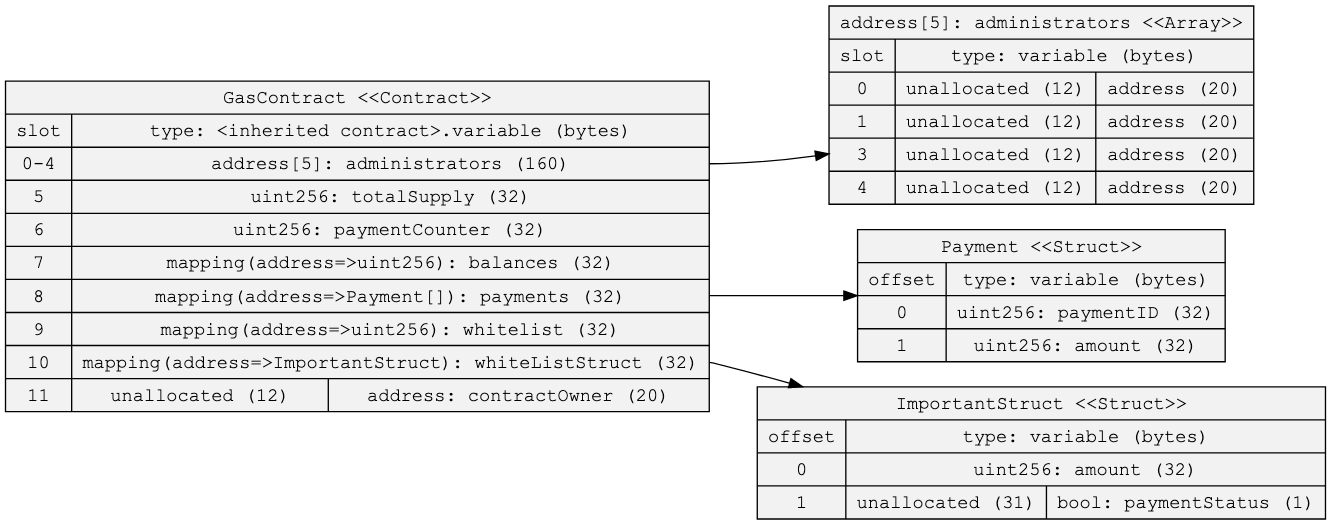 GasContract <<Contract>>
slot type: <inherited contract>.variable (bytes)
0-4 address[5]: administrators (160)
5 uint256: totalSupply (32)
6 uint256: paymentCounter (32)
7 mapping(address=>uint256): balances (32)
8 mapping(address=>Payment[]): payments (32)
9 mapping(address=>uint256): whitelist (32)
10 mapping(address=>ImportantStruct): whiteListStruct (32)
11 unallocated (12) address: contractOwner (20)
address[5]: administrators <<Array>>
slot type: variable (bytes)
0 unallocated (12) address (20)
1 unallocated (12) address (20)
3 unallocated (12) address (20)
4 unallocated (12) address (20)
Payment <<Struct>>
offset type: variable (bytes)
0 uint256: paymentID (32)
1 uint256: amount (32)
ImportantStruct <<Struct>>
offset type: variable (bytes)
0 uint256: amount (32)
1 unallocated (31) bool: paymentStatus (1)